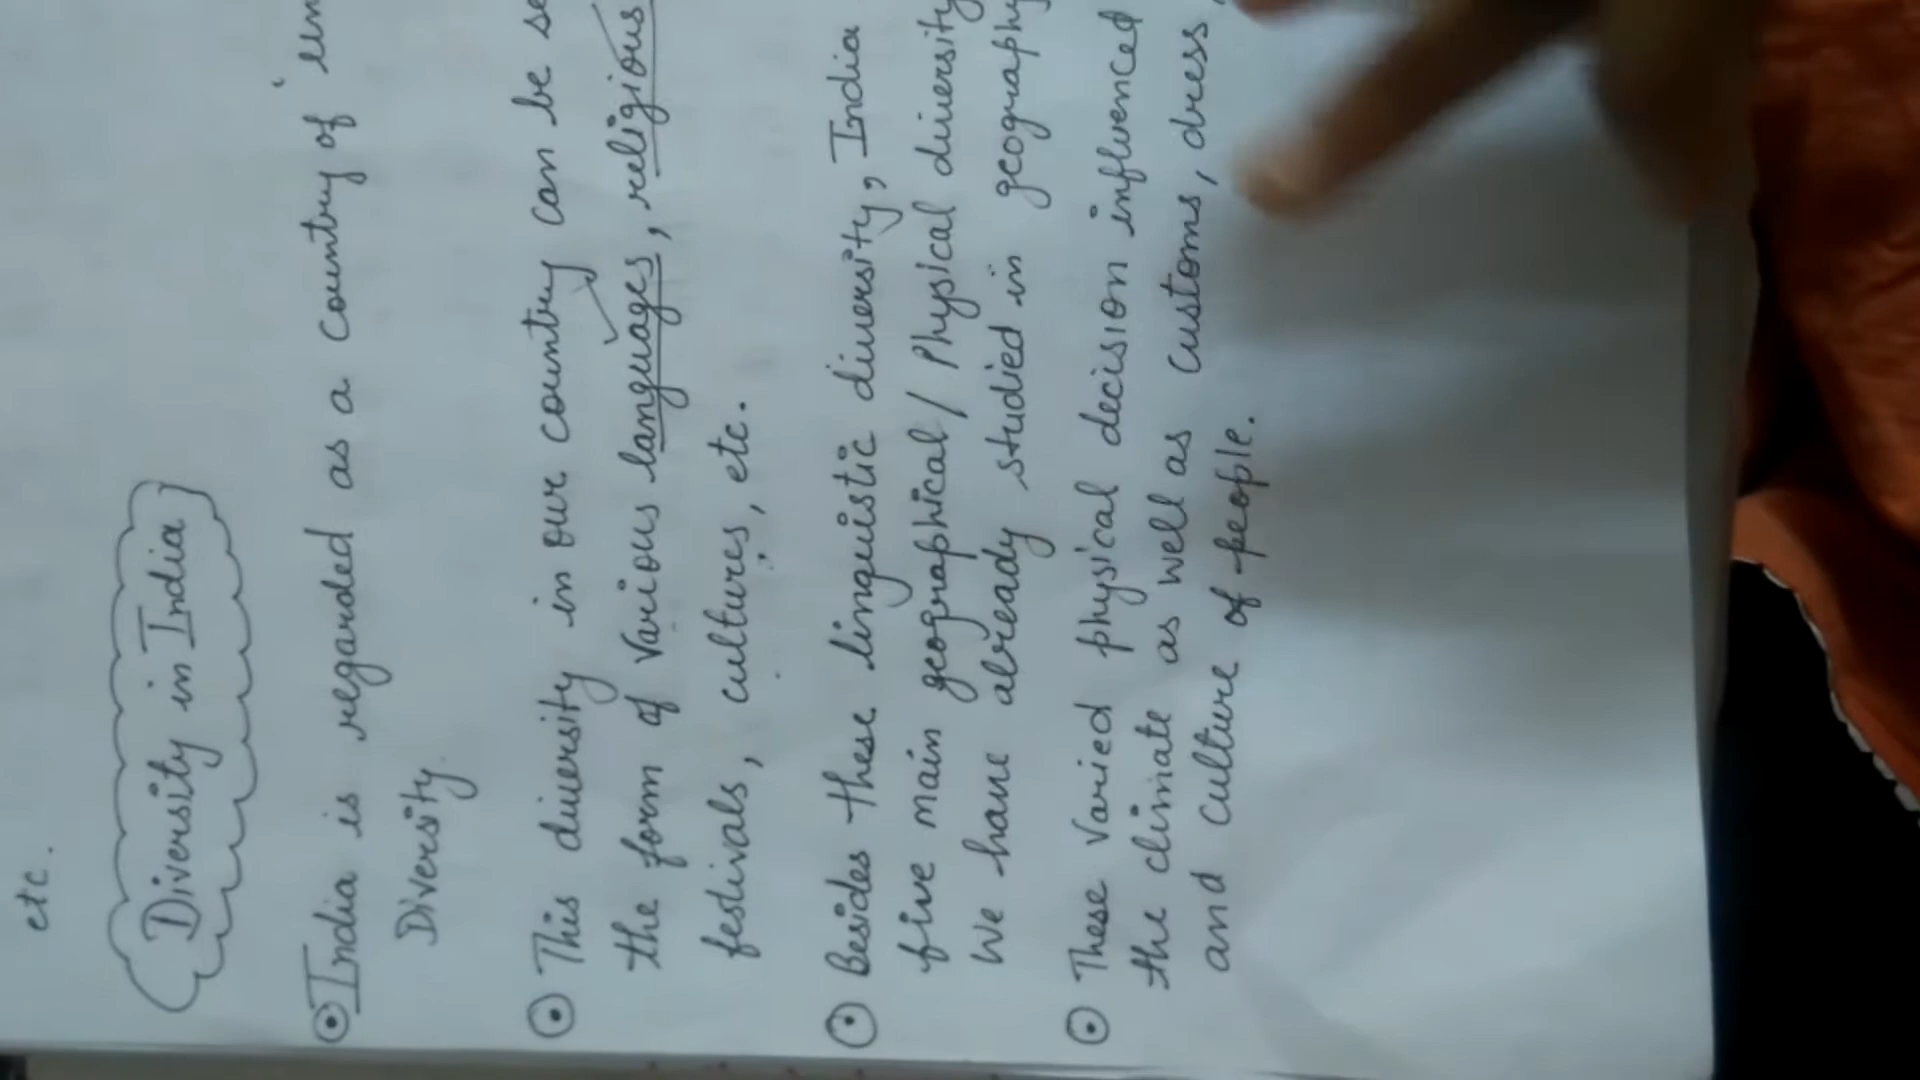 etc.
Diversity in India
India is regarded as a country of
Diversity.
This diversity in our country can be
the form of various languages, religious
festivals, cultures, etc.
Besides these linguistic diversity, India
five main geographical/ Physical diversity
We have already studied in geography
These varied physical decision influenced
the climate as well as customs, dress,
and culture of people.